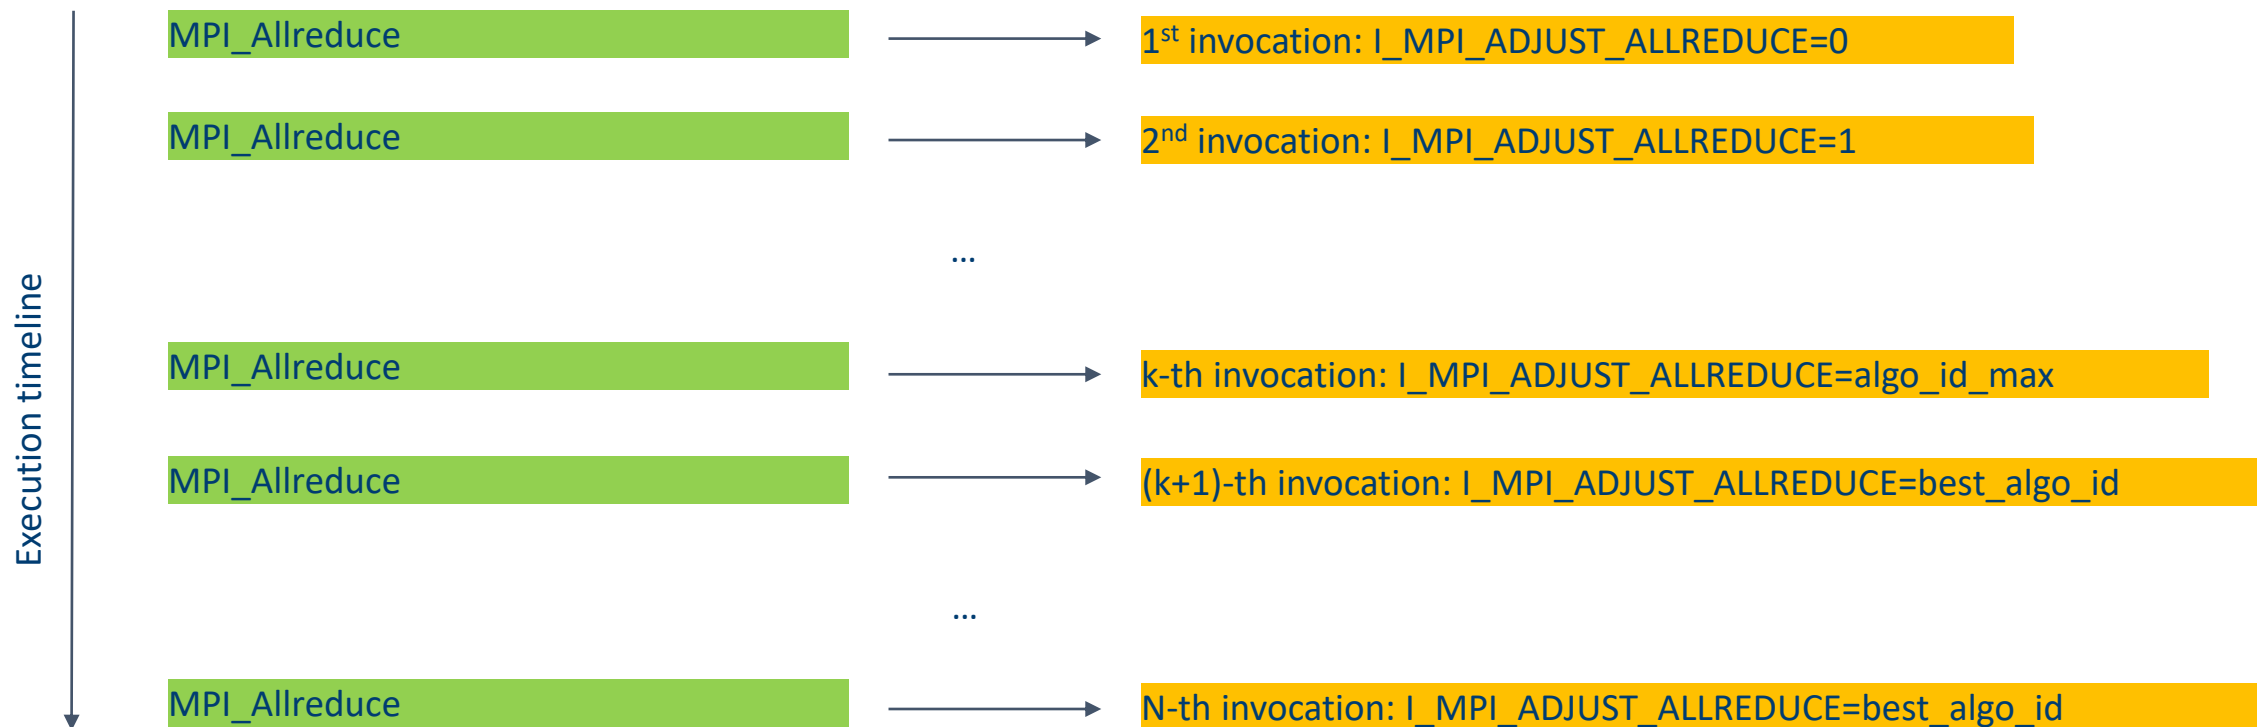 Execution timeline
MPI_Allreduce
1st invocation: I_MPI_ADJUST_ALLREDUCE=0
MPI_Allreduce
2nd invocation: I_MPI_ADJUST_ALLREDUCE=1
...
MPI_Allreduce
k-th invocation: I_MPI_ADJUST_ALLREDUCE=algo_id_max
MPI_Allreduce
(k+1)-th invocation: I_MPI_ADJUST_ALLREDUCE=best_algo_id
...
MPI_Allreduce
N-th invocation: I_MPI_ADJUST_ALLREDUCE=best_algo_id